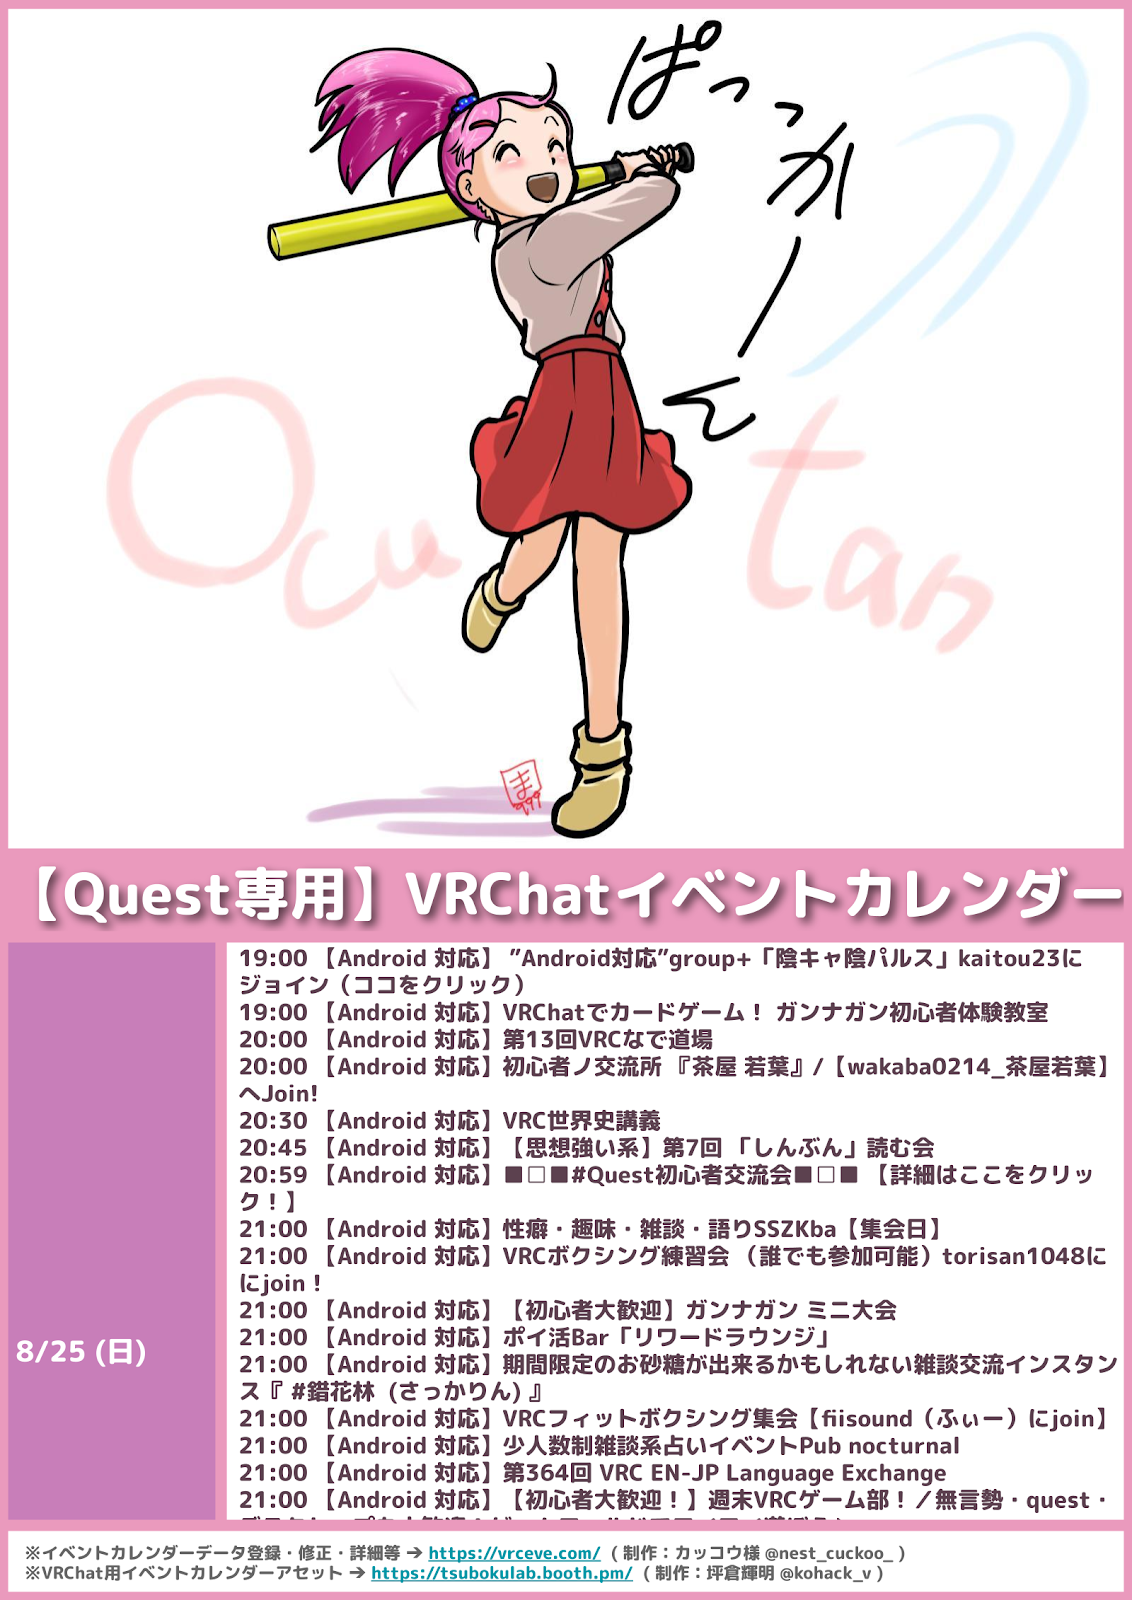 ぱっっかーん
Ocu tan
ま
999
【Quest専用】VRChatイベントカレンダー
8/25 (日)
19:00 【Android 対応】 ”Android対応”group+「陰キャ陰パルス」kaitou23に
ジョイン（ココをクリック）
19:00 【Android 対応】VRChatでカードゲーム！ ガンナガン初心者体験教室
20:00 【Android 対応】第13回VRCなで道場
20:00 【Android 対応】初心者ノ交流所 『茶屋 若葉』/【wakaba0214_茶屋若葉】
へJoin!
20:30 【Android 対応】VRC世界史講義
20:45 【Android 対応】【思想強い系】第7回 「しんぶん」読む会
20:59 【Android 対応】■□■#Quest初心者交流会■□■ 【詳細はここをクリッ
ク！】
21:00 【Android 対応】性癖・趣味・雑談・語りSSZKba【集会日】
21:00 【Android 対応】VRCボクシング練習会 （誰でも参加可能）torisan1048に
にjoin！
21:00 【Android 対応】【初心者大歓迎】ガンナガン ミニ大会
21:00 【Android 対応】ポイ活Bar「リワードラウンジ」
21:00 【Android 対応】期間限定のお砂糖が出来るかもしれない雑談交流インスタン
ス『 #錯花林（さっかりん) 』
21:00 【Android 対応】VRCフィットボクシング集会【fiisound（ふぃー）にjoin】
21:00 【Android 対応】少人数制雑談系占いイベントPub nocturnal
21:00 【Android 対応】第364回 VRC EN-JP Language Exchange
21:00 【Android 対応】【初心者大歓迎！】週末VRCゲーム部！／無言勢・quest・
※イベントカレンダーデータ登録・修正・詳細等 ➔ https://vrceve.com/ ( 制作：カッコウ様 @nest_cuckoo_ )
※VRChat用イベントカレンダーアセット ➔ https://tsubokulab.booth.pm/ ( 制作：坪倉輝明 @kohack_v )